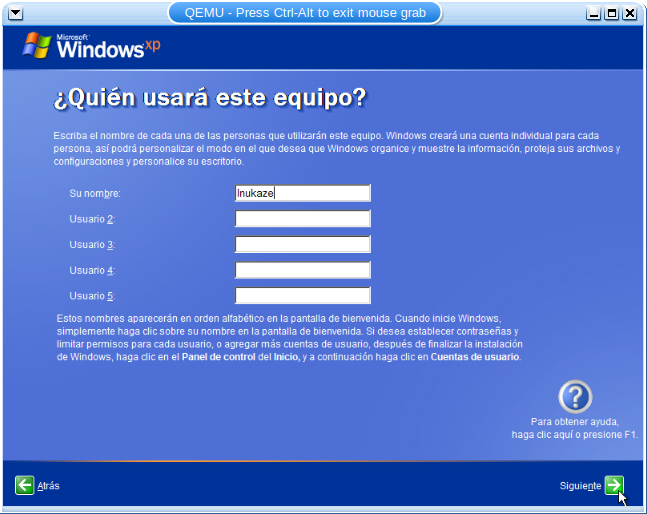 QEMU - Press Ctrl-Alt to exit mouse grab
Microsoft
Windows xp
¿Quién usará este equipo?
Escriba el nombre de cada una de las personas que utilizarán este equipo. Windows creará una cuenta individual para cada
persona, así podrá personalizar el modo en el que desea que Windows organice y muestre la información, proteja sus archivos y
configuraciones y personalice su escritorio.
Su nombre: Inukaze
Usuario 2:
Usuario 3:
Usuario 4:
Usuario 5:
Estos nombres aparecerán en orden alfabético en la pantalla de bienvenida. Cuando inicie Windows,
simplemente haga clic sobre su nombre en la pantalla de bienvenida. Si desea establecer contraseñas y
limitar permisos para cada usuario, o agregar más cuentas de usuario, después de finalizar la instalación
de Windows, haga clic en el Panel de control del Inicio, y a continuación haga clic en Cuentas de usuario.
Para obtener ayuda,
haga clic aquí o presione F1.
Atrás
Siguiente